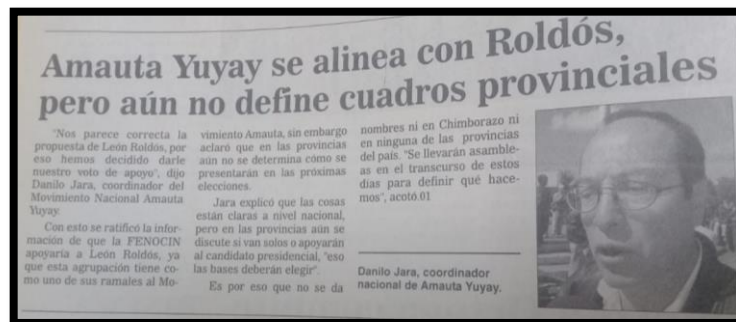 Amauta Yuyay se alinea con Roldós,
pero aún no define cuadros provinciales
"Nos parece correcta la
propuesta de León Roldós, por
eso hemos decidido darle
nuestro voto de apoyo", dijo
Danilo Jara, coordinador del
Movimiento Nacional Amauta
Yuyay.
Con esto se ratificó la infor-
mación de que la FENOCIN
apoyaría a León Roldós, ya
que esta agrupación tiene co-
mo uno de sus ramales al Mo-
vimiento Amauta, sin embargo
aclaró que en las provincias
aún no se determina cómo se
presentarán en las próximas
elecciones.
Jara explicó que las cosas
están claras a nivel nacional,
pero en las provincias aún se
discute si van solos o apoyarán
al candidato presidencial, "eso
las bases deberán elegir".
Es por eso que no se da
nombres ni en Chimborazo ni
en ninguna de las provincias
del país. "Se llevarán asamble-
as en el transcurso de estos
días para definir qué hace-
mos", acotó.01
Danilo Jara, coordinador
nacional de Amauta Yuyay.